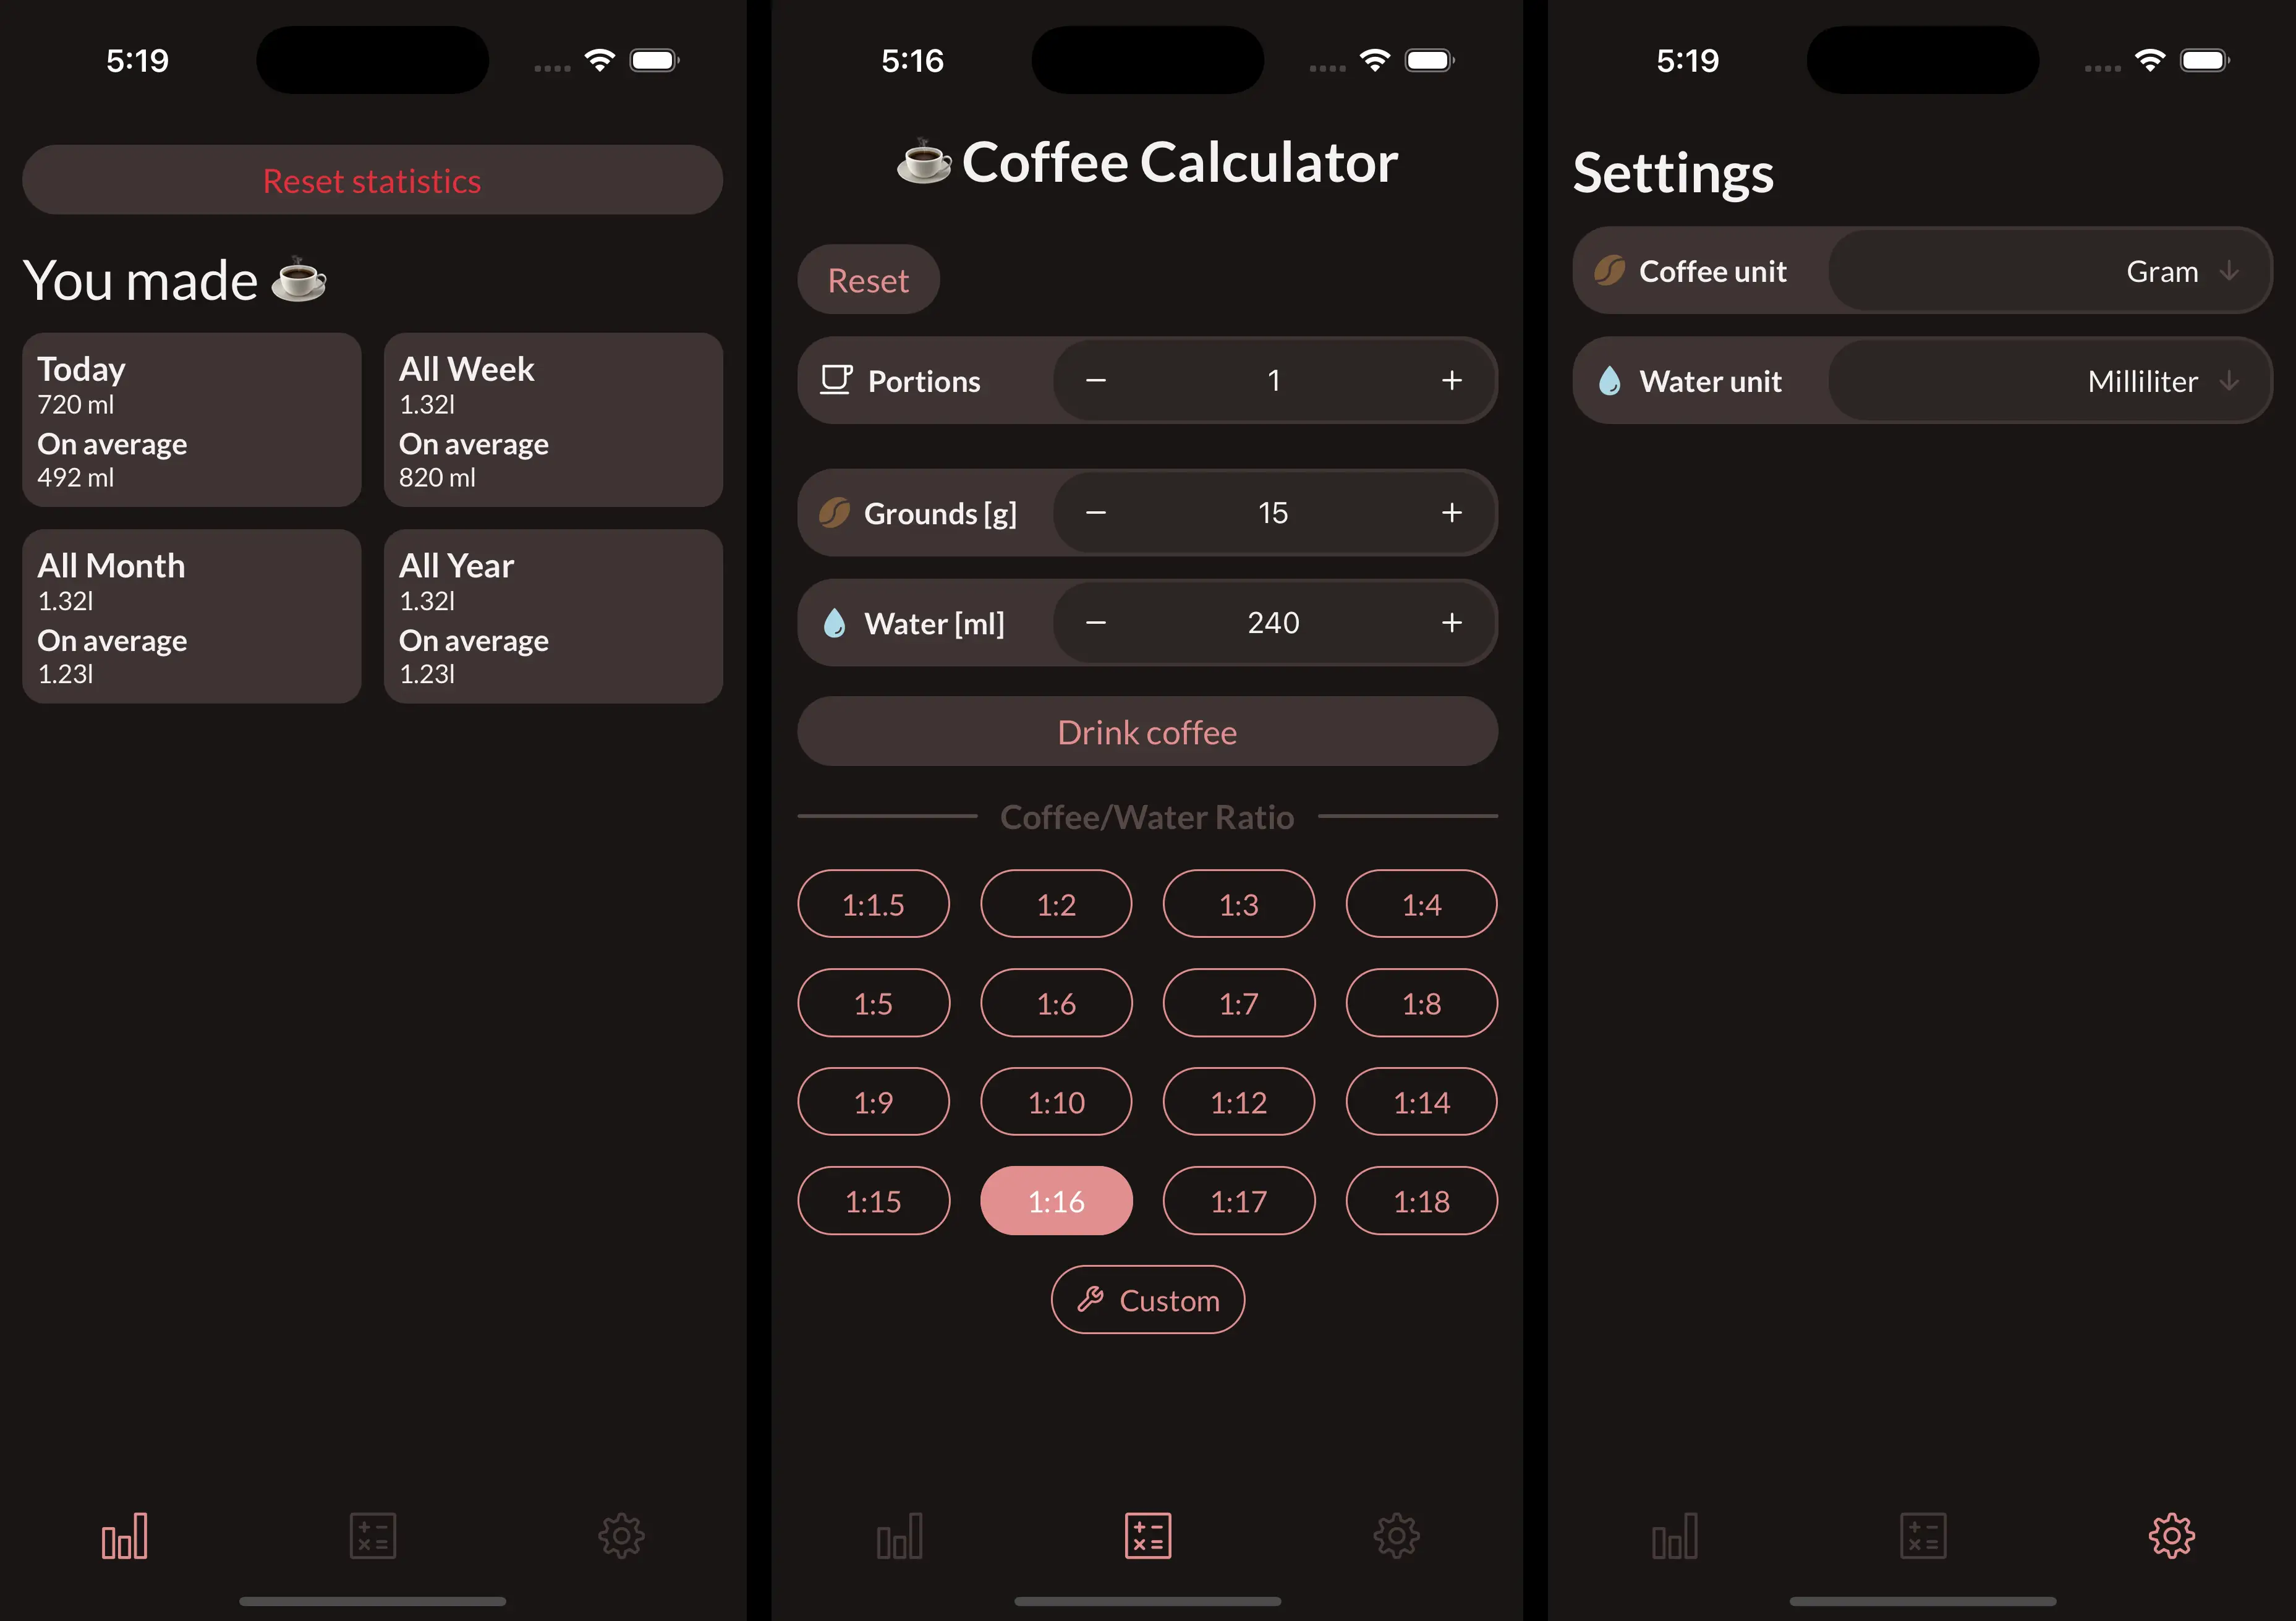 5:19
Reset statistics
You made
Today
720 ml
On average
492 ml
All Week
1.32l
On average
820 ml
All Month
1.32l
On average
1.23l
All Year
1.32l
On average
1.23l
5:16
Coffee Calculator
Reset
Portions
− 1 +
Grounds [g]
− 15 +
Water [ml]
− 240 +
Drink coffee
Coffee/Water Ratio
1:1.5 1:2 1:3 1:4
1:5 1:6 1:7 1:8
1:9 1:10 1:12 1:14
1:15 1:16 1:17 1:18
Custom
5:19
Settings
Coffee unit
Gram
Water unit
Milliliter